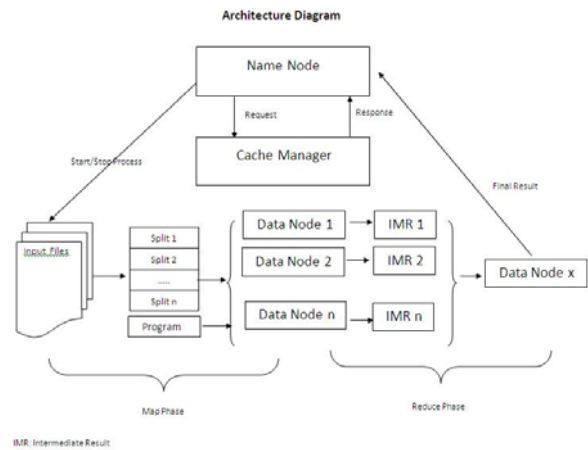 Architecture Diagram
Name Node
Request
Response
Cache Manager
Start/Stop Process
Final Result
Input Files
Split 1
Split 2
.....
Split n
Program
Data Node 1
IMR 1
Data Node 2
IMR 2
Data Node n
IMR n
Data Node x
Map Phase
Reduce Phase
IMR: Intermediate Result